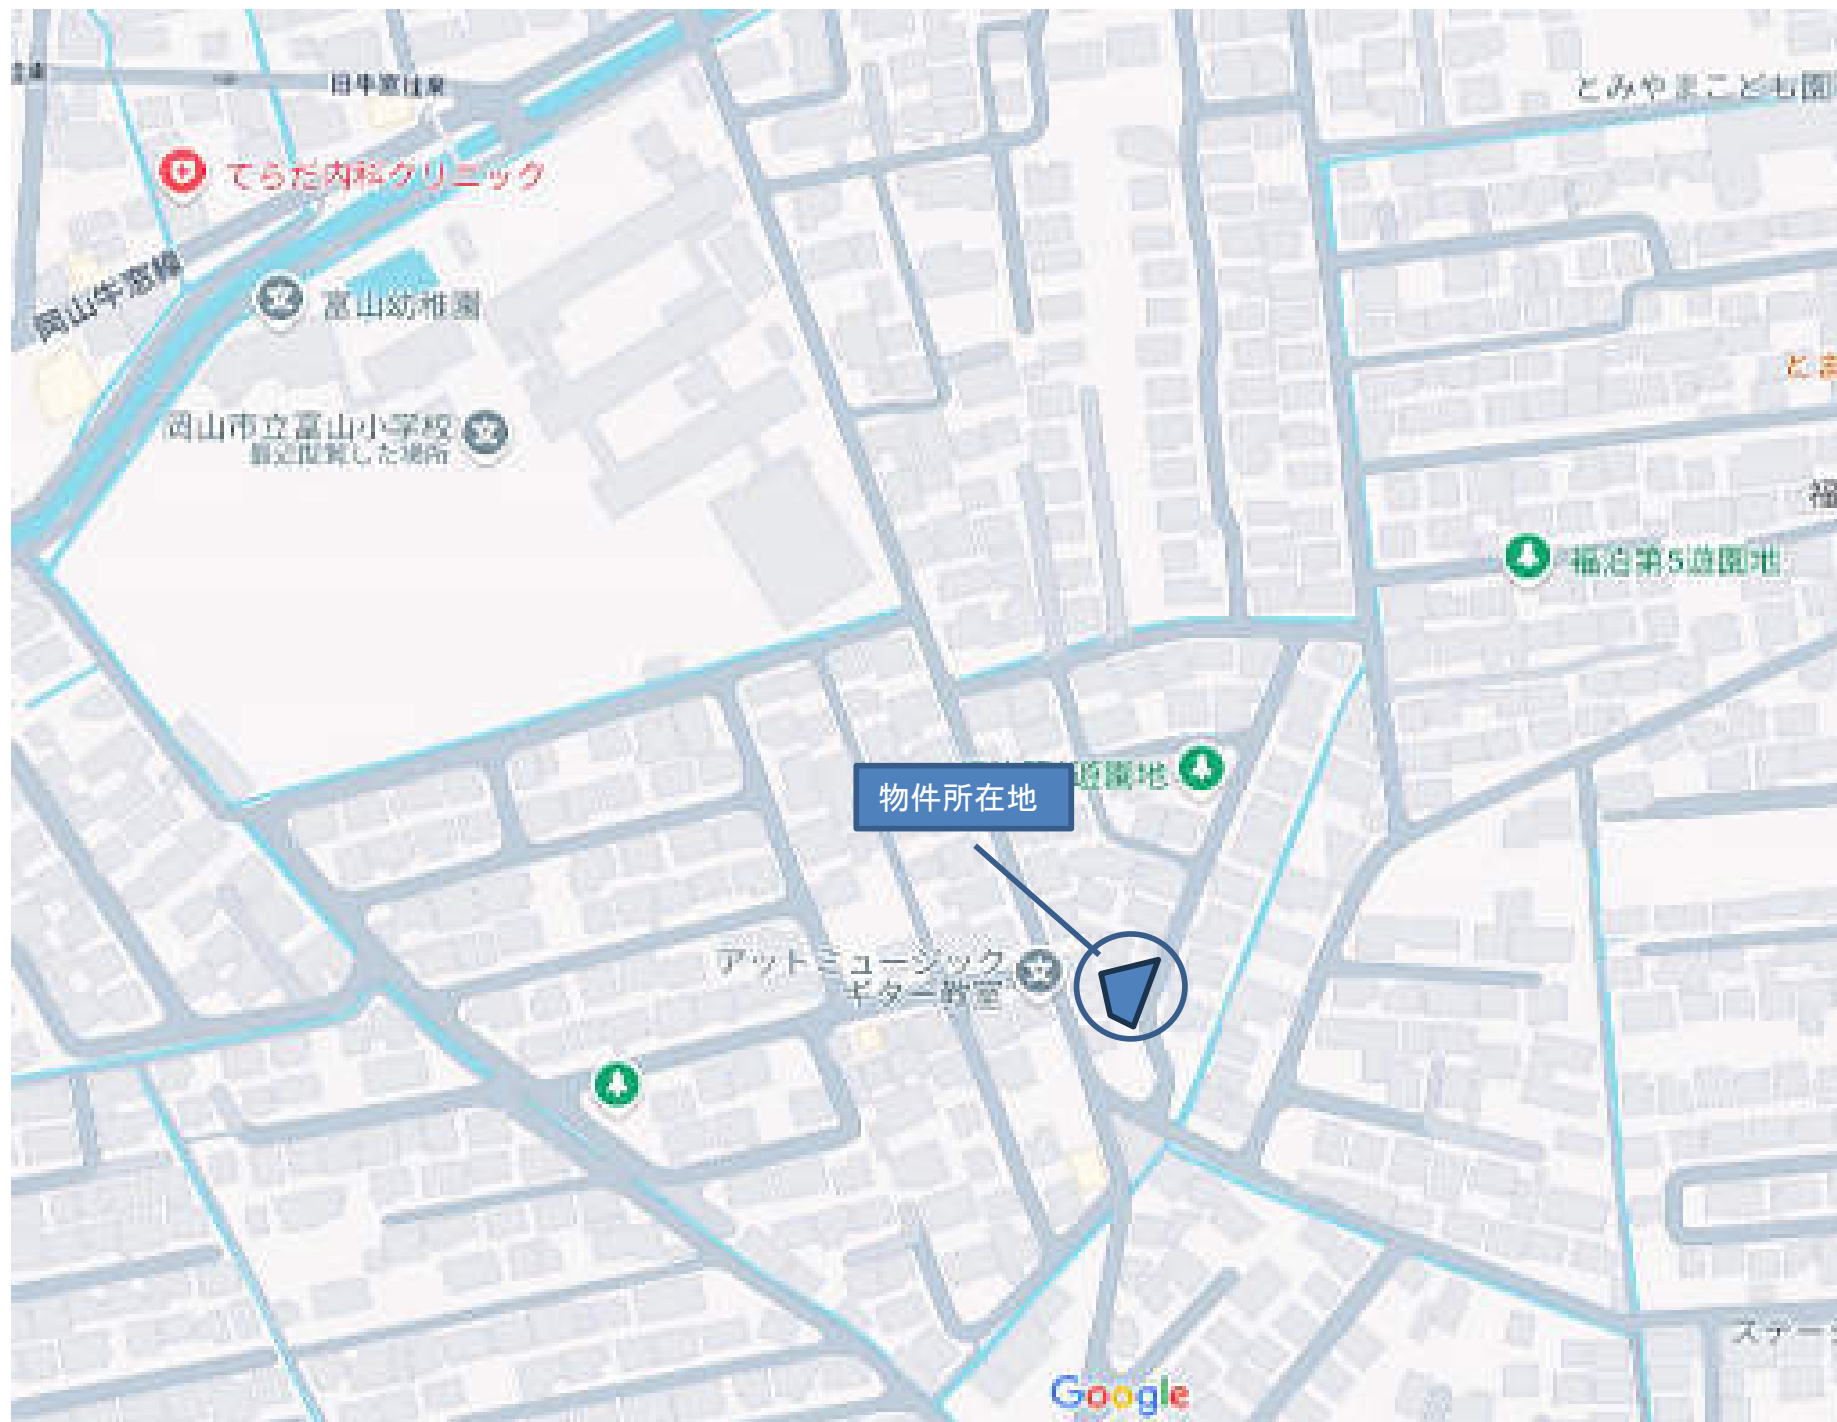 旧牛窓往来
とみやまこども園
てらだ内科クリニック
岡山牛窓線
富山幼稚園
岡山市立富山小学校
最近閲覧した場所
福
福泊第5遊園地
遊園地
物件所在地
アットミュージック
ギター教室
ステー
Google